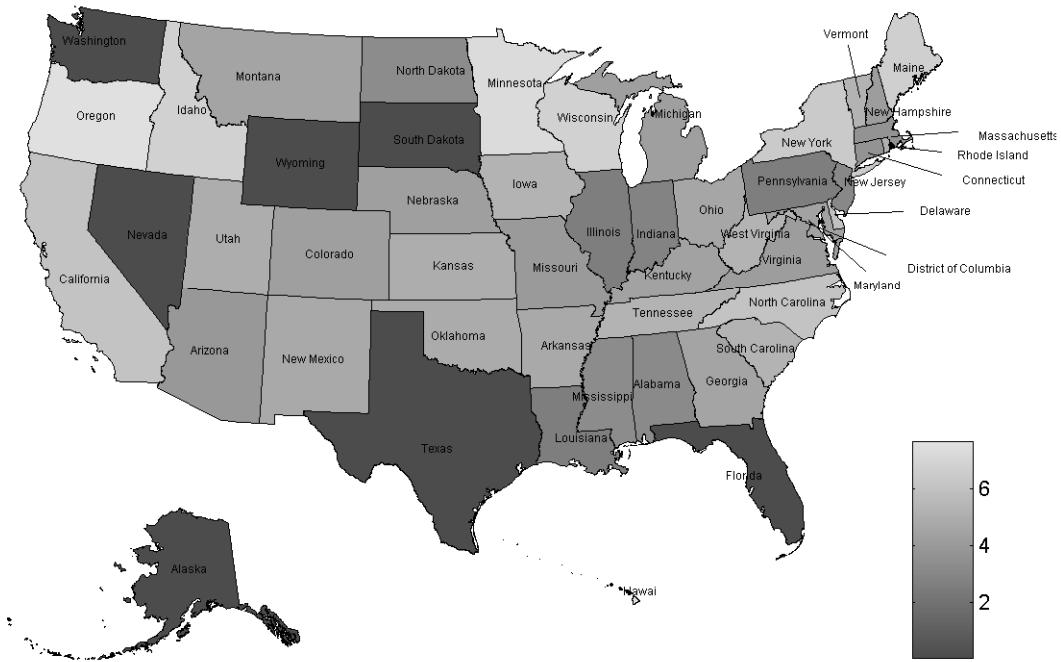 Washington
Vermont
Maine
Montana
North Dakota
Minnesota
Oregon
Idaho
Wisconsin
Michigan
New Hampshire
Massachusetts
South Dakota
New York
Rhode Island
Wyoming
Connecticut
Iowa
Pennsylvania
New Jersey
Nebraska
Ohio
Delaware
Nevada
Utah
Illinois
Indiana
West Virginia
Colorado
Kansas
Missouri
Virginia
District of Columbia
California
Kentucky
Maryland
North Carolina
Tennessee
Oklahoma
Arkansas
South Carolina
Arizona
New Mexico
Georgia
Alabama
Mississippi
Louisiana
Texas
Florida
6
4
2
Alaska
Hawai